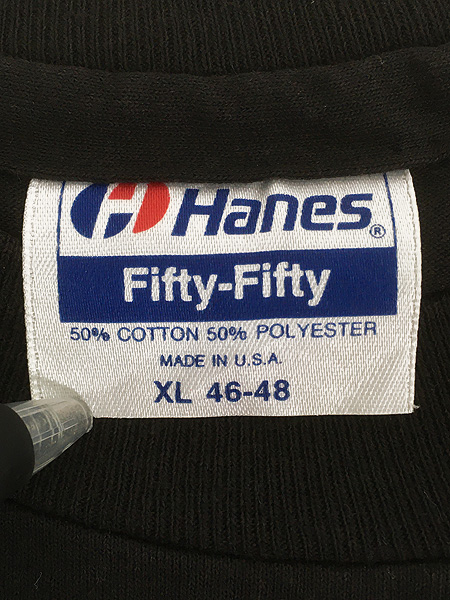 Hanes®
Fifty-Fifty
50% COTTON 50% POLYESTER
MADE IN U.S.A.
XL 46-48